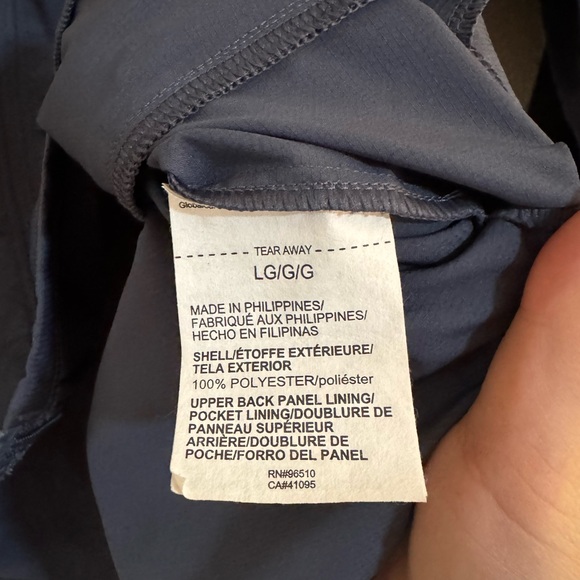 TEAR AWAY
LG/G/G
MADE IN PHILIPPINES/
FABRIQUÉ AUX PHILIPPINES/
HECHO EN FILIPINAS
SHELL/ÉTOFFE EXTÉRIEURE/
TELA EXTERIOR
100% POLYESTER/poliéster
UPPER BACK PANEL LINING/
POCKET LINING/DOUBLURE DE
PANNEAU SUPÉRIEUR
ARRIÈRE/DOUBLURE DE
POCHE/FORRO DEL PANEL
RN#96510
CA#41095